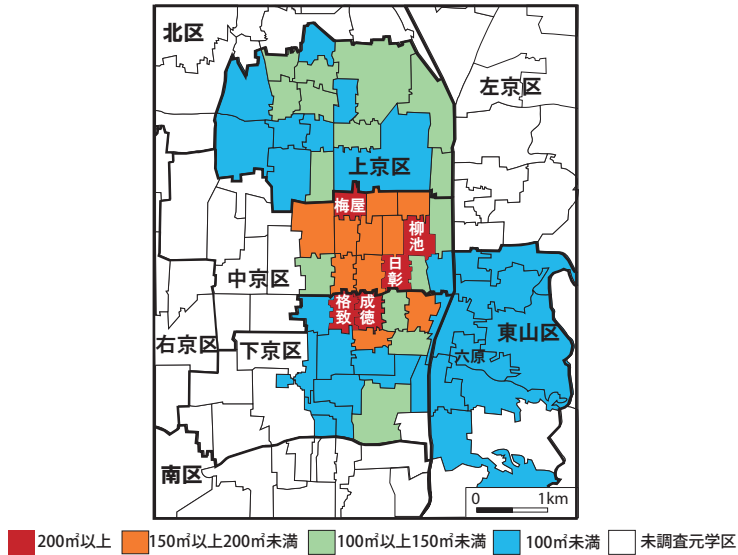 北区
左京区
上京区
梅屋
柳池
日彰
中京区
格致
成徳
東山区
右京区
下京区
六原
南区
0 1km
200㎡以上
150㎡以上200㎡未満
100㎡以上150㎡未満
100㎡未満
未調査元学区